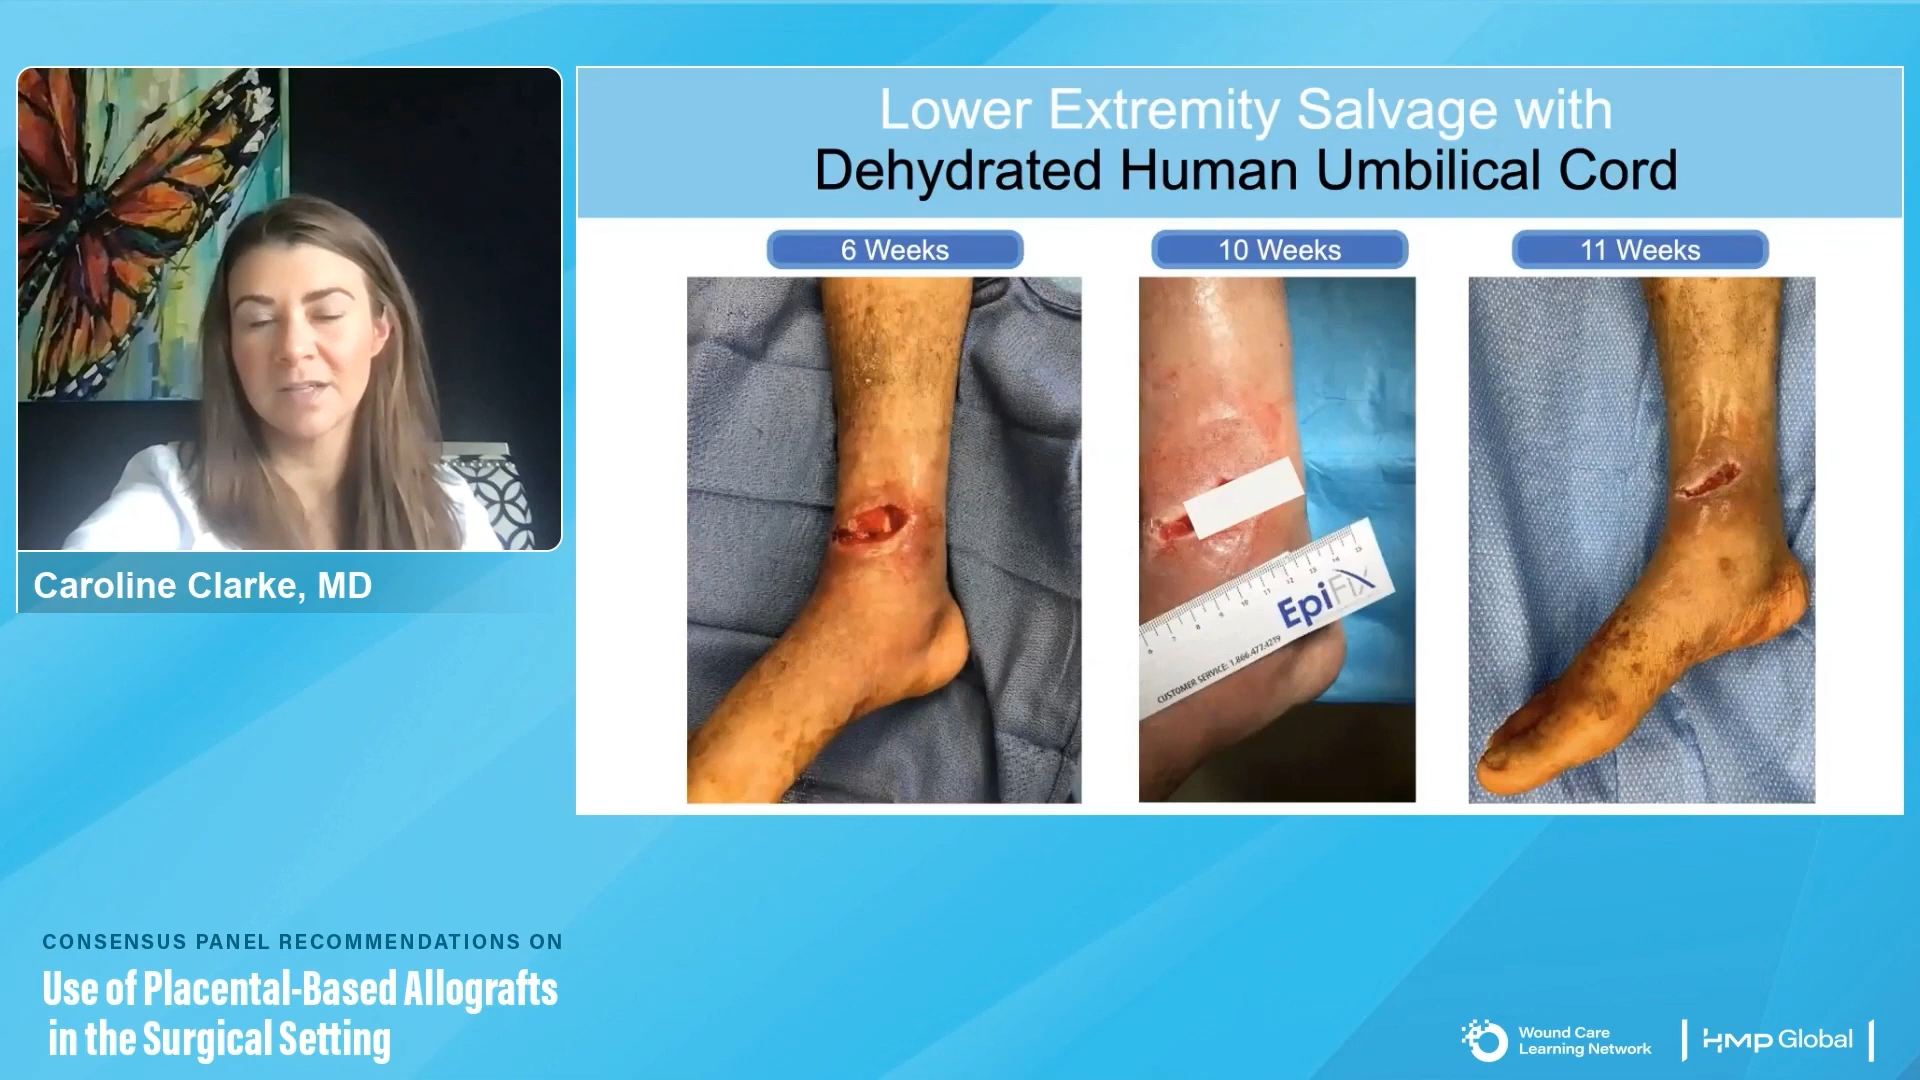 Lower Extremity Salvage with
Dehydrated Human Umbilical Cord
6 Weeks
10 Weeks
11 Weeks
EpiFix
CUSTOMER SERVICE: 1.866.477.4219
Caroline Clarke, MD
CONSENSUS PANEL RECOMMENDATIONS ON
Use of Placental-Based Allografts
in the Surgical Setting
Wound Care
Learning Network
HMP Global